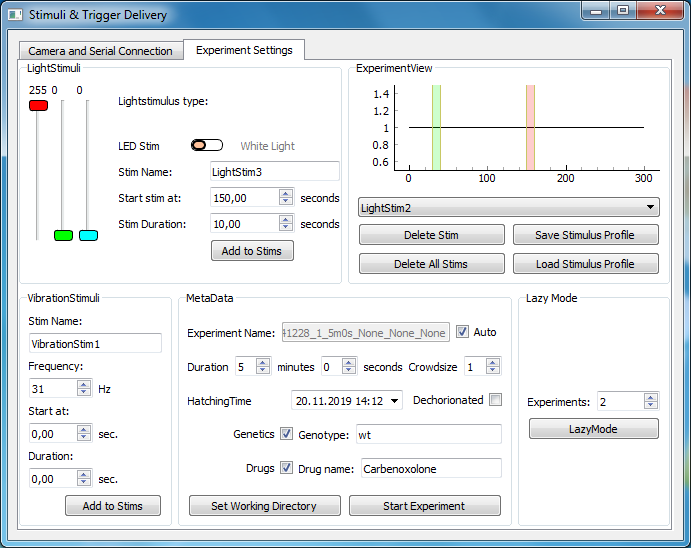 Stimuli & Trigger Delivery
Camera and Serial Connection
Experiment Settings
LightStimuli
255 0 0
Lightstimulus type:
LED Stim
White Light
Stim Name:
LightStim3
Start stim at:
150,00
seconds
Stim Duration:
10,00
seconds
Add to Stims
ExperimentView
1.4
1.2
1
0.8
0.6
0 100 200 300
LightStim2
Delete Stim
Save Stimulus Profile
Delete All Stims
Load Stimulus Profile
VibrationStimuli
Stim Name:
VibrationStim1
Frequency:
31 Hz
Start at:
0,00 sec.
Duration:
0,00 sec.
Add to Stims
MetaData
Experiment Name: 41228_1_5m0s_None_None_None Auto
Duration 5 minutes 0 seconds Crowdsize 1
HatchingTime 20.11.2019 14:12 Dechorionated
Genetics Genotype: wt
Drugs Drug name: Carbenoxolone
Set Working Directory
Start Experiment
Lazy Mode
Experiments: 2
LazyMode